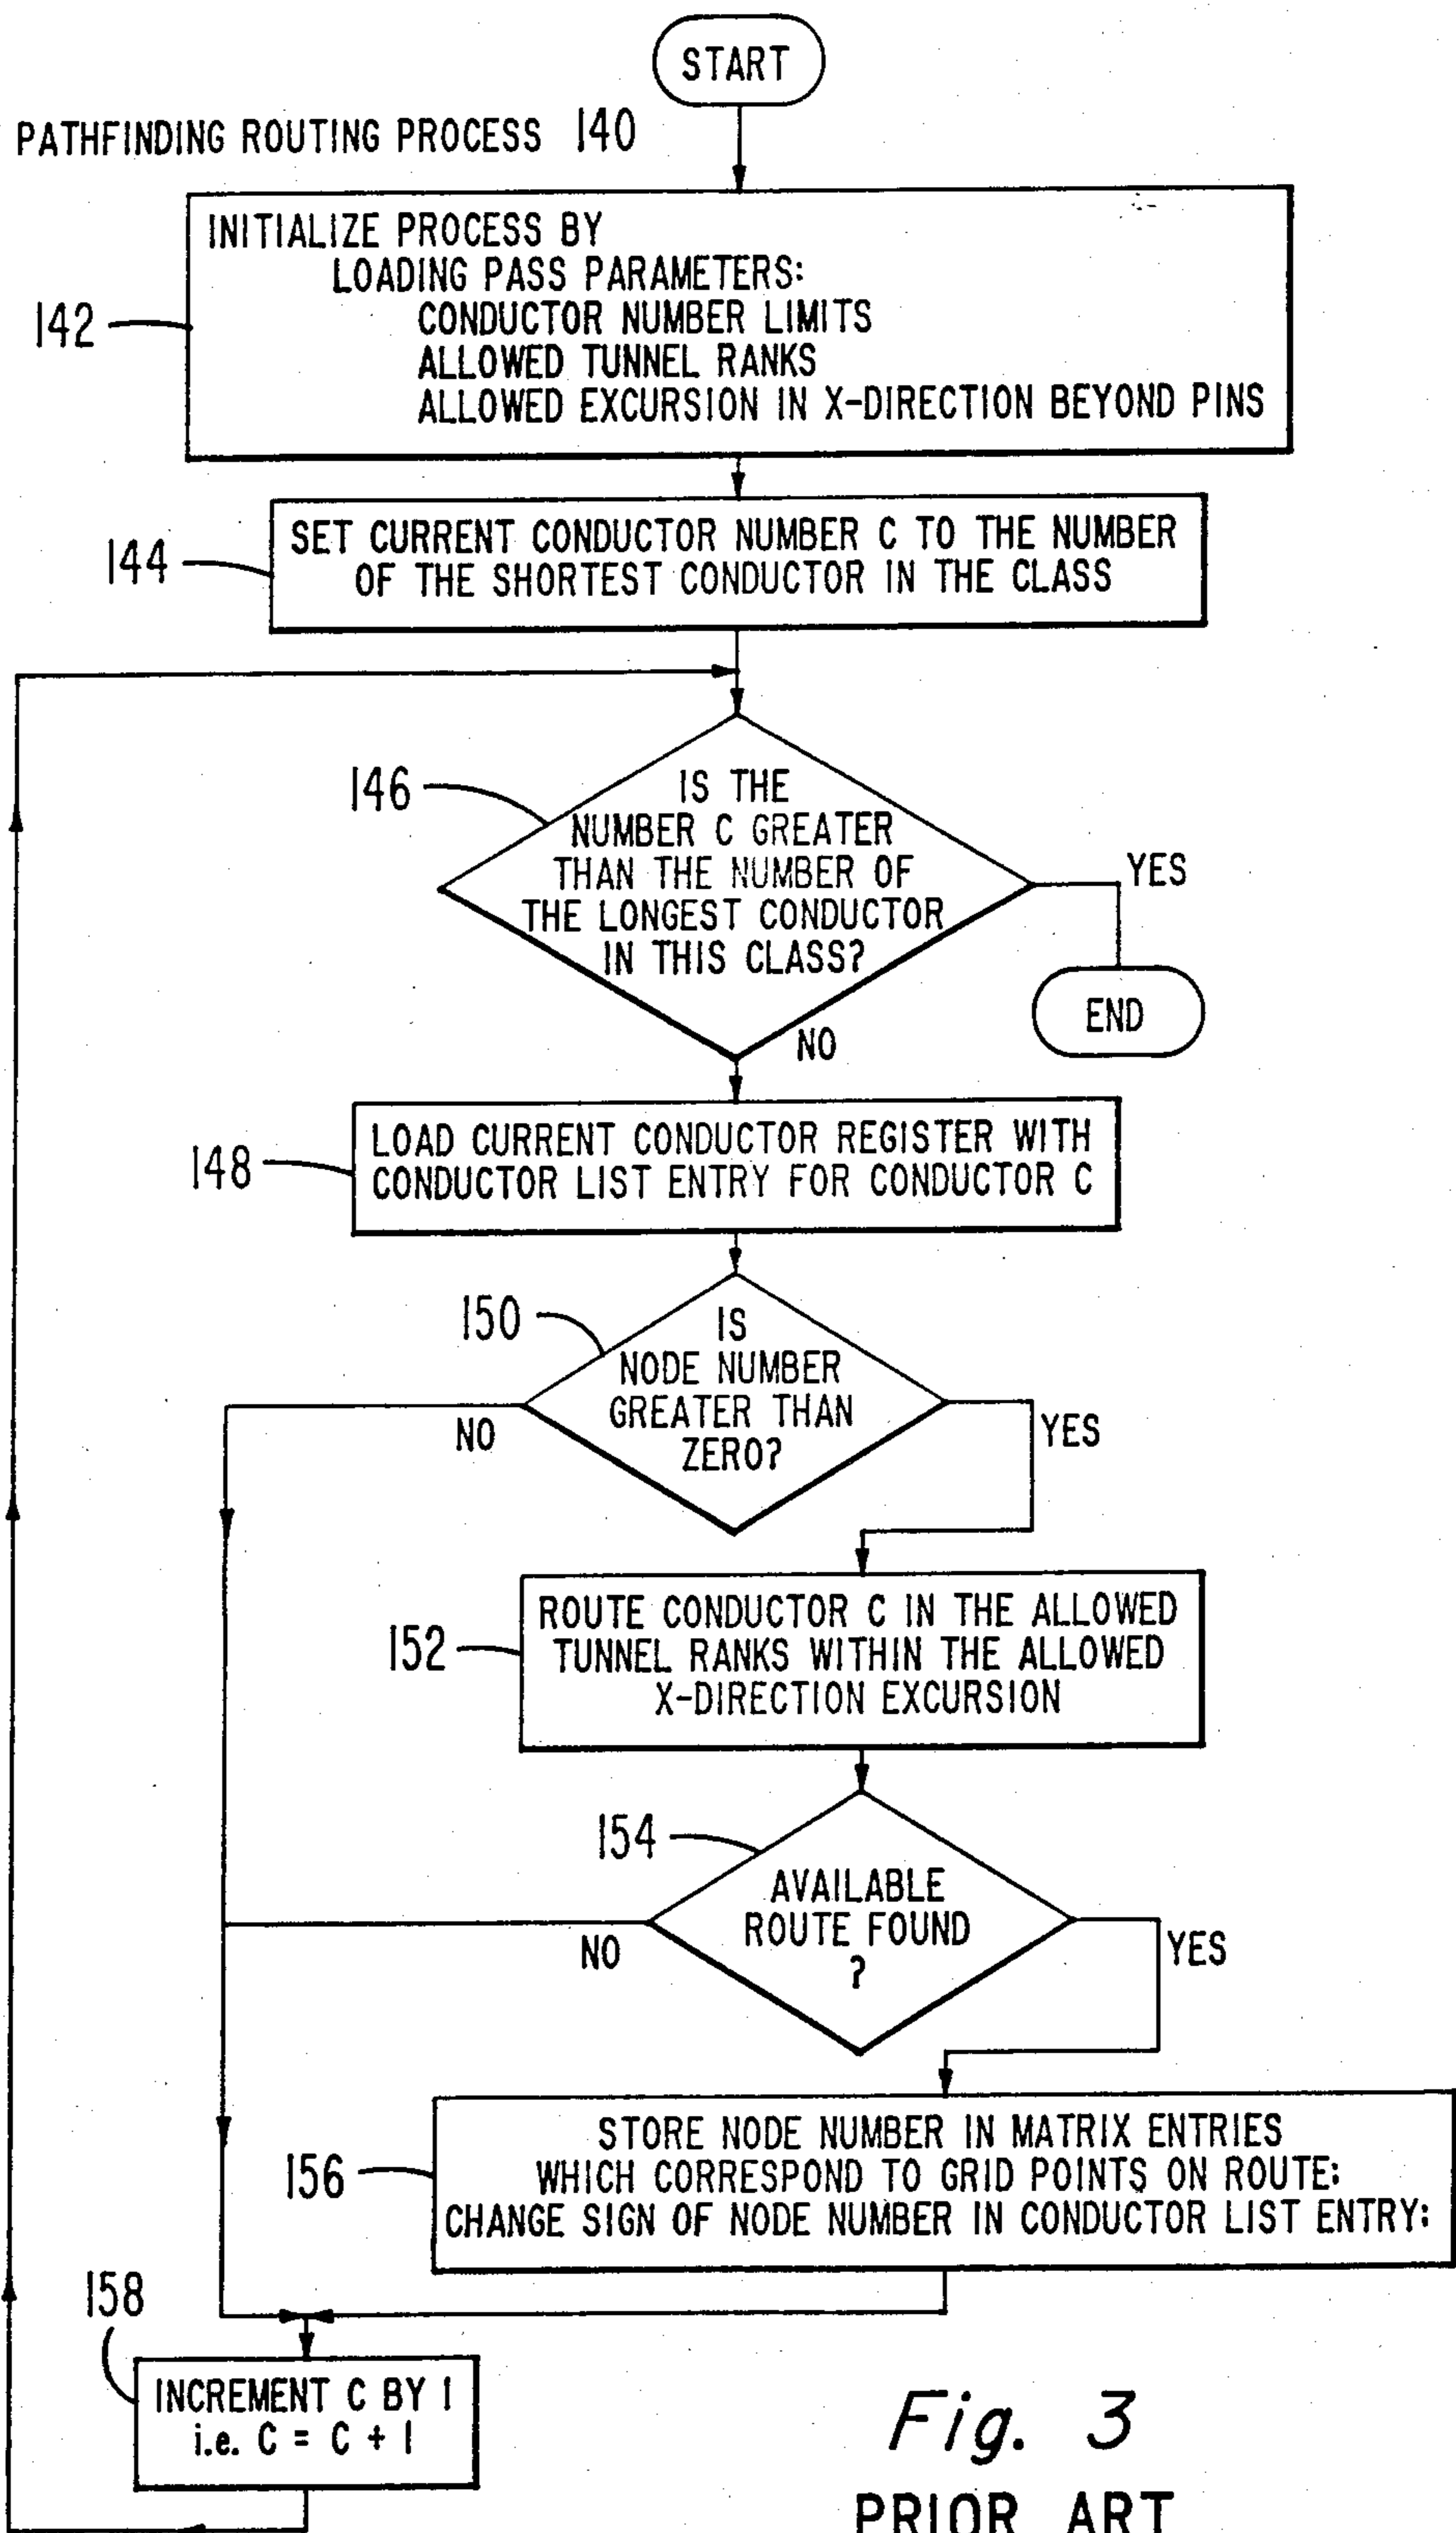 START
PATHFINDING ROUTING PROCESS 140
INITIALIZE PROCESS BY
LOADING PASS PARAMETERS:
CONDUCTOR NUMBER LIMITS
ALLOWED TUNNEL RANKS
ALLOWED EXCURSION IN X-DIRECTION BEYOND PINS
142
SET CURRENT CONDUCTOR NUMBER C TO THE NUMBER
OF THE SHORTEST CONDUCTOR IN THE CLASS
144
146
IS THE
NUMBER C GREATER
THAN THE NUMBER OF
THE LONGEST CONDUCTOR
IN THIS CLASS?
YES
END
NO
148
LOAD CURRENT CONDUCTOR REGISTER WITH
CONDUCTOR LIST ENTRY FOR CONDUCTOR C
150
IS
NODE NUMBER
GREATER THAN
ZERO?
NO
YES
152
ROUTE CONDUCTOR C IN THE ALLOWED
TUNNEL RANKS WITHIN THE ALLOWED
X-DIRECTION EXCURSION
154
AVAILABLE
ROUTE FOUND
?
NO
YES
156
STORE NODE NUMBER IN MATRIX ENTRIES
WHICH CORRESPOND TO GRID POINTS ON ROUTE:
CHANGE SIGN OF NODE NUMBER IN CONDUCTOR LIST ENTRY:
158
INCREMENT C BY 1
i.e. C = C + 1
Fig. 3
PRIOR ART